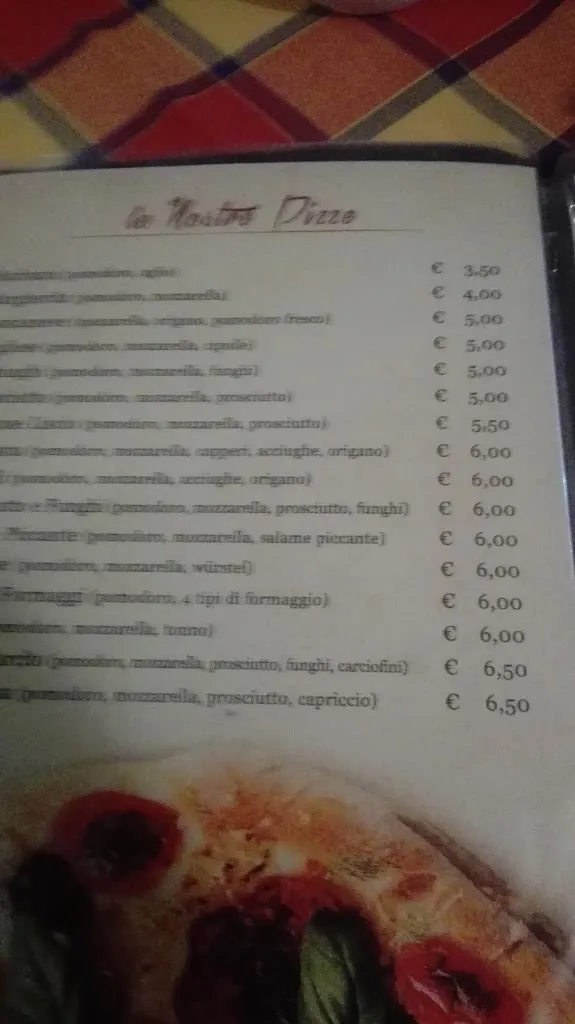 le Nostre Pizze
(pomodoro, aglio) € 3,50
(pomodoro, mozzarella) € 4,00
mozzarella, origano, pomodoro fresco) € 5,00
(pomodoro, mozzarella, cipolle) € 5,00
(pomodoro, mozzarella, funghi) € 5,00
(pomodoro, mozzarella, prosciutto) € 5,00
(pomodoro, mozzarella, prosciutto) € 5,50
(pomodoro, mozzarella, capperi, acciughe, origano) € 6,00
(pomodoro, mozzarella, acciughe, origano) € 6,00
e Funghi (pomodoro, mozzarella, prosciutto, funghi) € 6,00
Piccante (pomodoro, mozzarella, salame piccante) € 6,00
(pomodoro, mozzarella, würstel) € 6,00
Formaggi (pomodoro, 4 tipi di formaggio) € 6,00
mozzarella, tonno) € 6,00
(pomodoro, mozzarella, prosciutto, funghi, carciofini) € 6,50
(pomodoro, mozzarella, prosciutto, capriccio) € 6,50